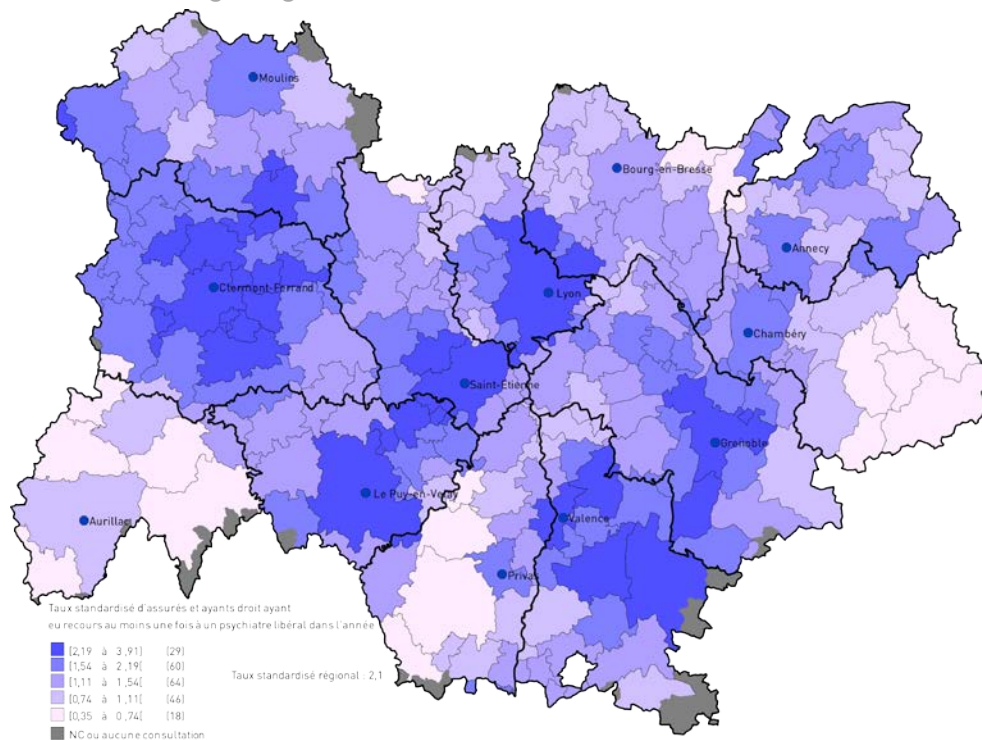 Moulins
Bourg-en-Bresse
Annecy
Clermont-Ferrand
Lyon
Chambéry
Saint-Étienne
Grenoble
Le Puy-en-Velay
Valence
Aurillac
Privas
Taux standardisé d'assurés et ayants droit ayant
eu recours au moins une fois à un psychiatre libéral dans l'année
[2,19 à 3,91] [29]
[1,54 à 2,19[ [60]
[1,11 à 1,54[ [64]
[0,74 à 1,11[ [46]
[0,35 à 0,74[ [18]
NC ou aucune consultation
Taux standardisé régional : 2,1